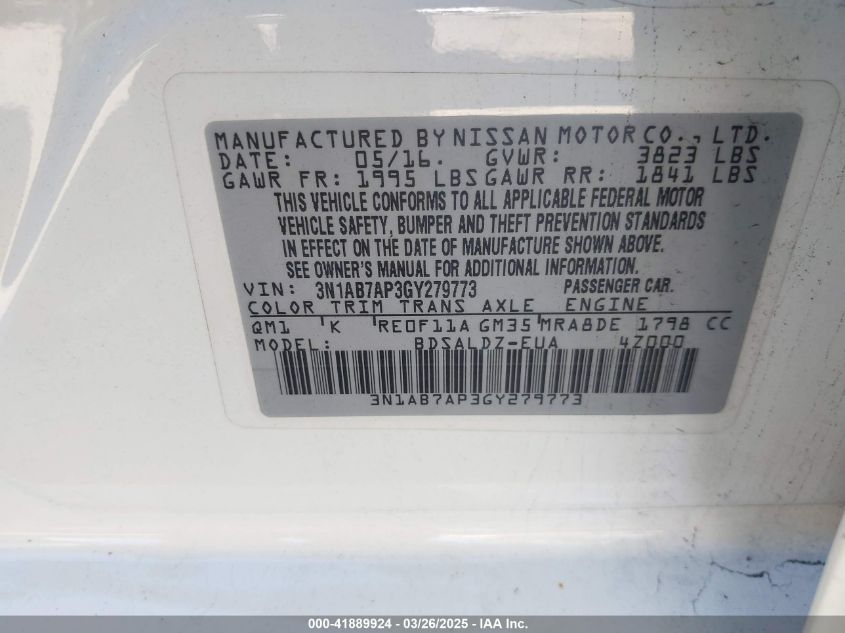 MANUFACTURED BY NISSAN MOTOR CO., LTD.
DATE: 05/16. GVWR: 3823 LBS
GAWR FR: 1995 LBS GAWR RR: 1841 LBS
THIS VEHICLE CONFORMS TO ALL APPLICABLE FEDERAL MOTOR
VEHICLE SAFETY, BUMPER AND THEFT PREVENTION STANDARDS
IN EFFECT ON THE DATE OF MANUFACTURE SHOWN ABOVE.
SEE OWNER'S MANUAL FOR ADDITIONAL INFORMATION.
VIN: 3N1AB7AP3GY279773 PASSENGER CAR.
COLOR TRIM TRANS AXLE ENGINE
QM1 K RE0F11A GM35 MRA8DE 1798 CC
MODEL: BDSALDZ-EUA 4Z000
3N1AB7AP3GY279773
000-41889924 - 03/26/2025 - IAA Inc.